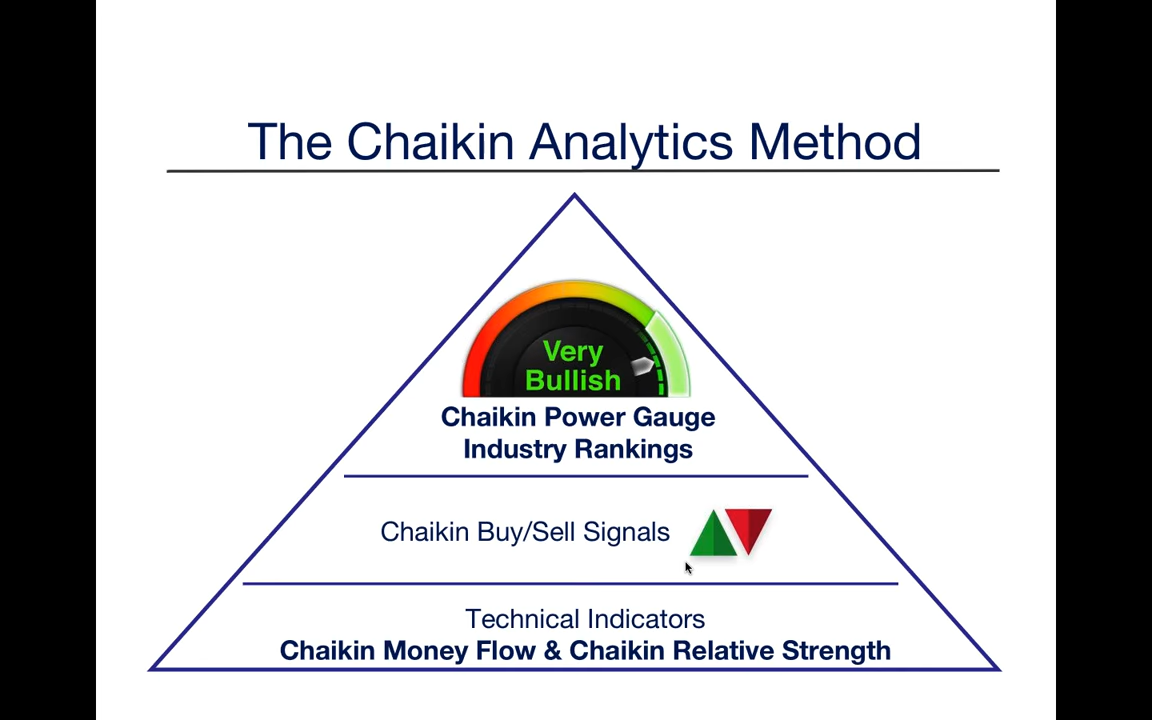 The Chaikin Analytics Method
Very
Bullish
Chaikin Power Gauge
Industry Rankings
Chaikin Buy/Sell Signals
Technical Indicators
Chaikin Money Flow & Chaikin Relative Strength